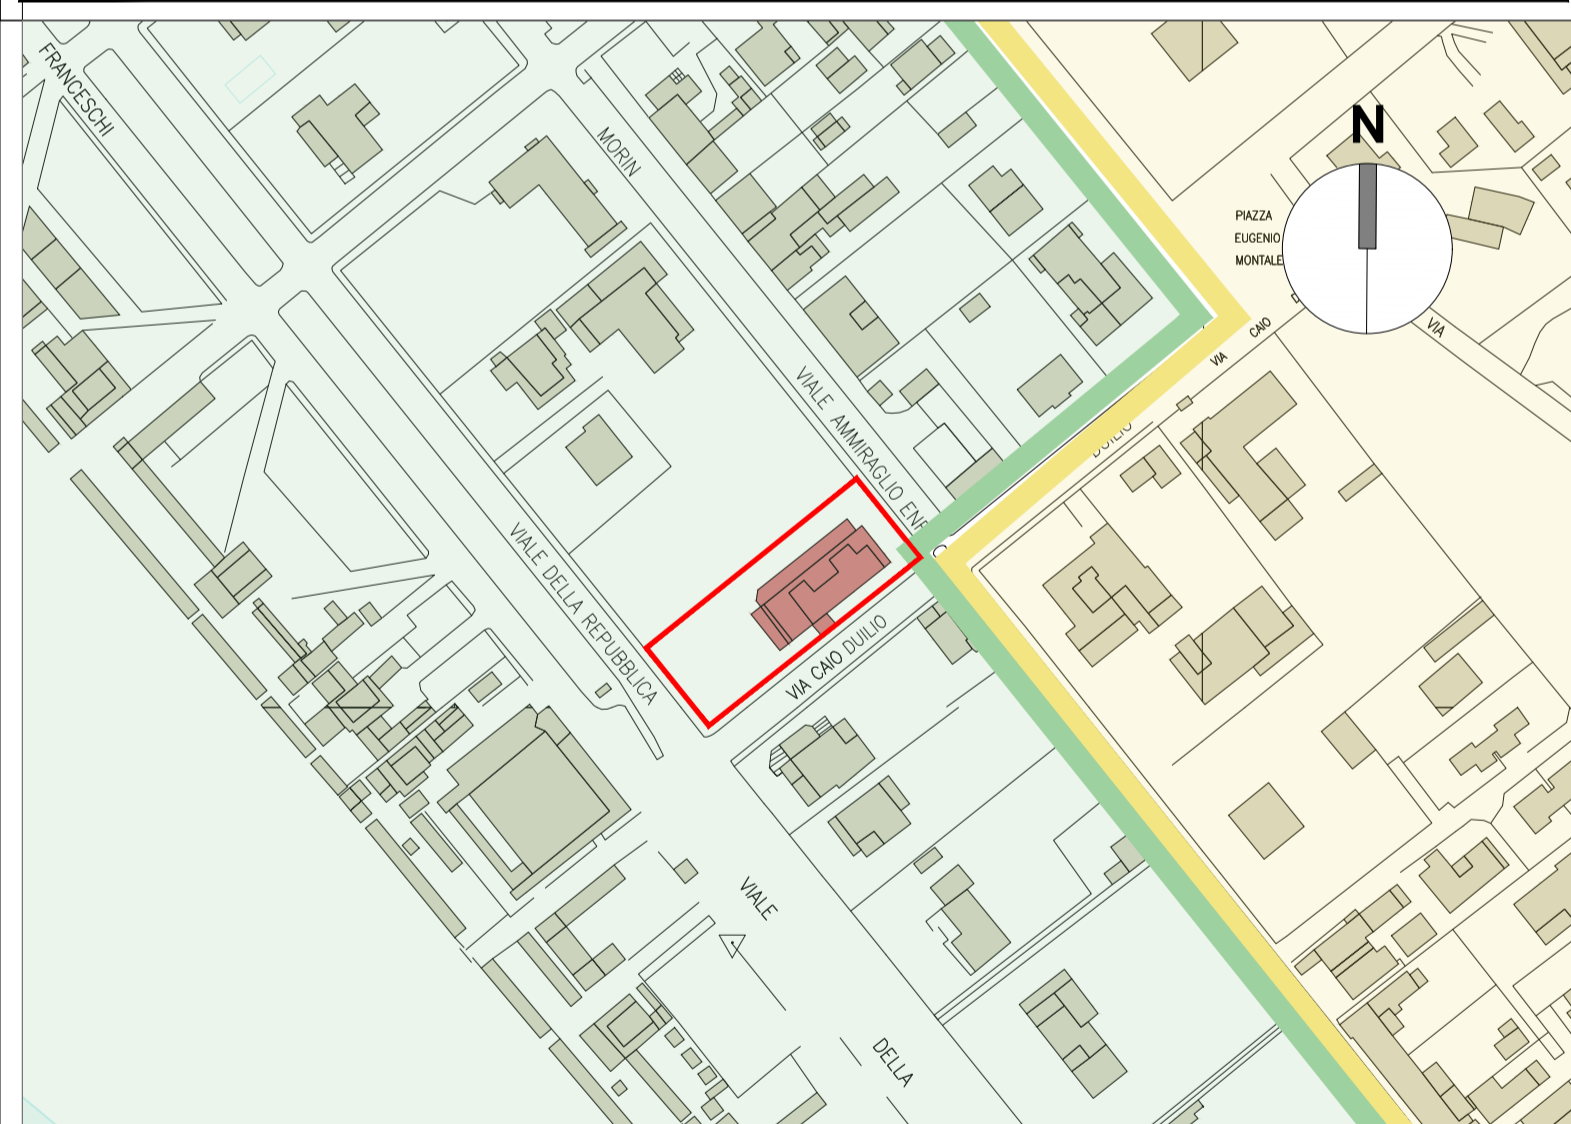 FRANCESCHI
MORIN
N
PIAZZA
EUGENIO
MONTALE
VIA CAIO
VIA
DUILIO
VIALE AMMIRAGLIO ENR
VIALE DELLA REPUBBLICA
VIA CAIO DUILIO
VIALE
DELLA